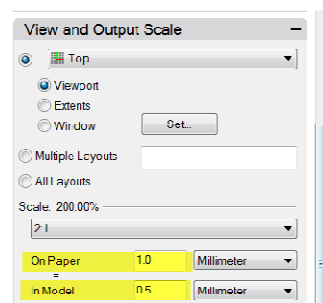 View and Output Scale
Top
Viewport
Extents
Window Set...
Multiple Layouts
All Layouts
Scale: 200.00%
2:1
On Paper 1.0 Millimeter
=
In Model 0.5 Millimeter